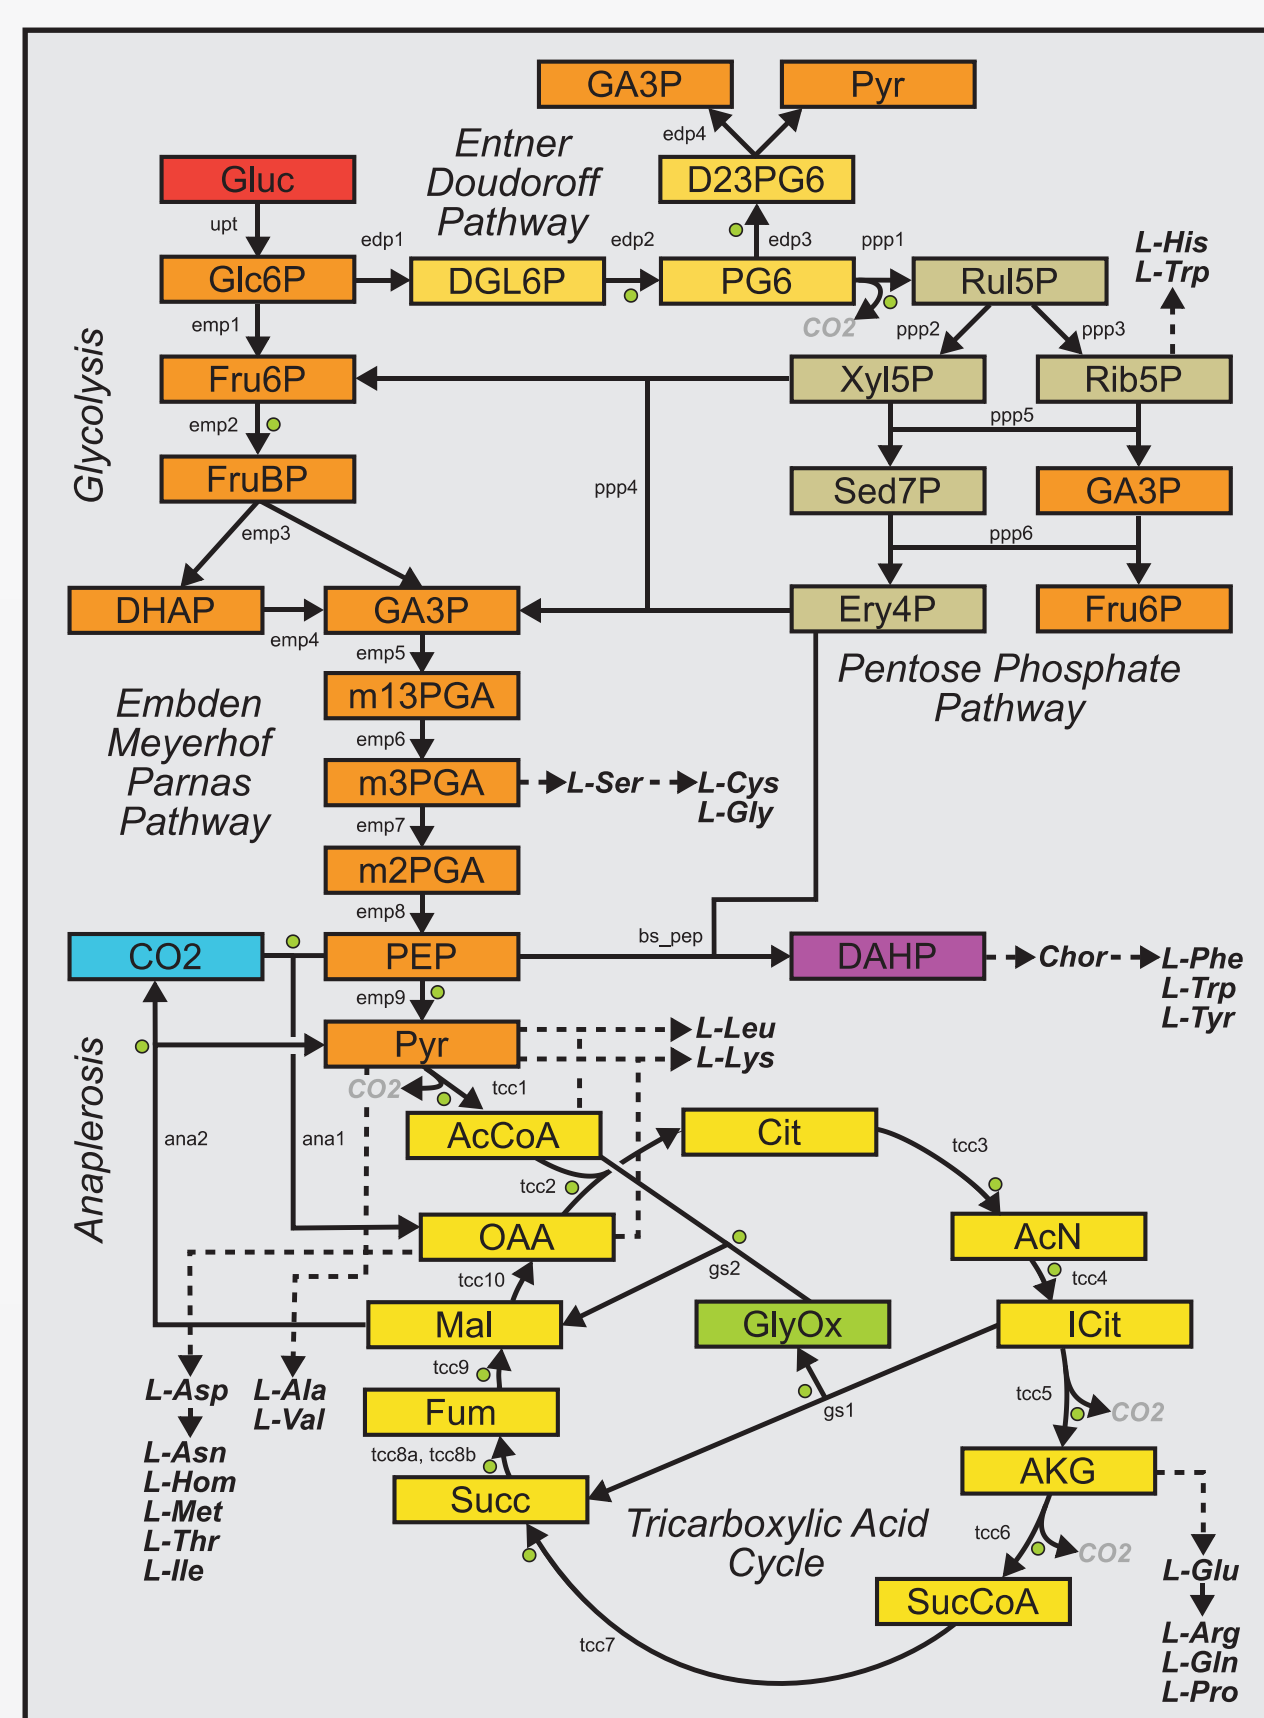 GA3P
Pyr
edp4
Entner
Doudoroff
Pathway
Gluc
D23PG6
upt
edp1
edp2
edp3
ppp1
L-His
L-Trp
Glc6P
DGL6P
PG6
Rul5P
CO2
emp1
ppp2
ppp3
Glycolysis
Fru6P
Xyl5P
Rib5P
emp2
ppp5
FruBP
ppp4
Sed7P
GA3P
emp3
ppp6
DHAP
GA3P
Ery4P
Fru6P
emp4
emp5
Pentose Phosphate
Pathway
Embden
Meyerhof
Parnas
Pathway
m13PGA
emp6
m3PGA
L-Ser
L-Cys
L-Gly
emp7
m2PGA
emp8
bs_pep
CO2
PEP
DAHP
Chor
L-Phe
L-Trp
L-Tyr
emp9
Anaplerosis
Pyr
L-Leu
L-Lys
CO2
tcc1
ana2
ana1
AcCoA
Cit
tcc3
tcc2
OAA
AcN
tcc10
gs2
tcc4
Mal
GlyOx
ICit
tcc9
L-Asp
L-Ala
L-Val
Fum
gs1
tcc5
CO2
tcc8a, tcc8b
L-Asn
L-Hom
L-Met
L-Thr
L-Ile
Succ
AKG
Tricarboxylic Acid
Cycle
tcc6
CO2
L-Glu
SucCoA
tcc7
L-Arg
L-Gln
L-Pro